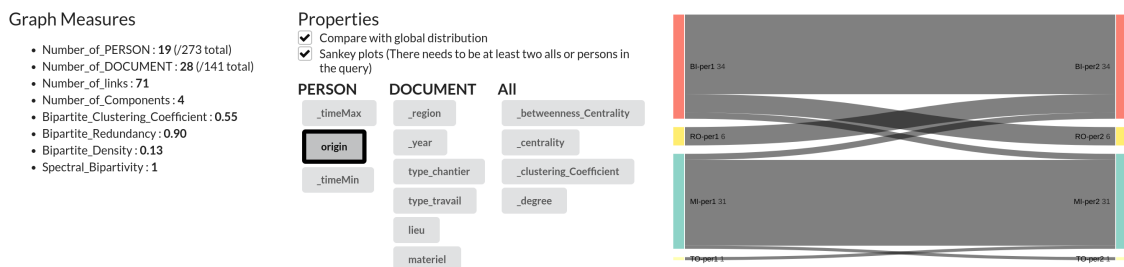 Graph Measures
Number_of_PERSON : 19 (/273 total)
Number_of_DOCUMENT : 28 (/141 total)
Number_of_links : 71
Number_of_Components : 4
Bipartite_Clustering_Coefficient : 0.55
Bipartite_Redundancy : 0.90
Bipartite_Density : 0.13
Spectral_Bipartivity : 1
Properties
Compare with global distribution
Sankey plots (There needs to be at least two alls or persons in
the query)
PERSON
_timeMax
origin
_timeMin
DOCUMENT
_region
_year
type_chantier
type_travail
lieu
materiel
All
_betweenness_Centrality
_centrality
_clustering_Coefficient
_degree
BI-per1 34
BI-per2 34
RO-per1 6
RO-per2 6
MI-per1 31
MI-per2 31
TO-per1 1
TO-per2 1